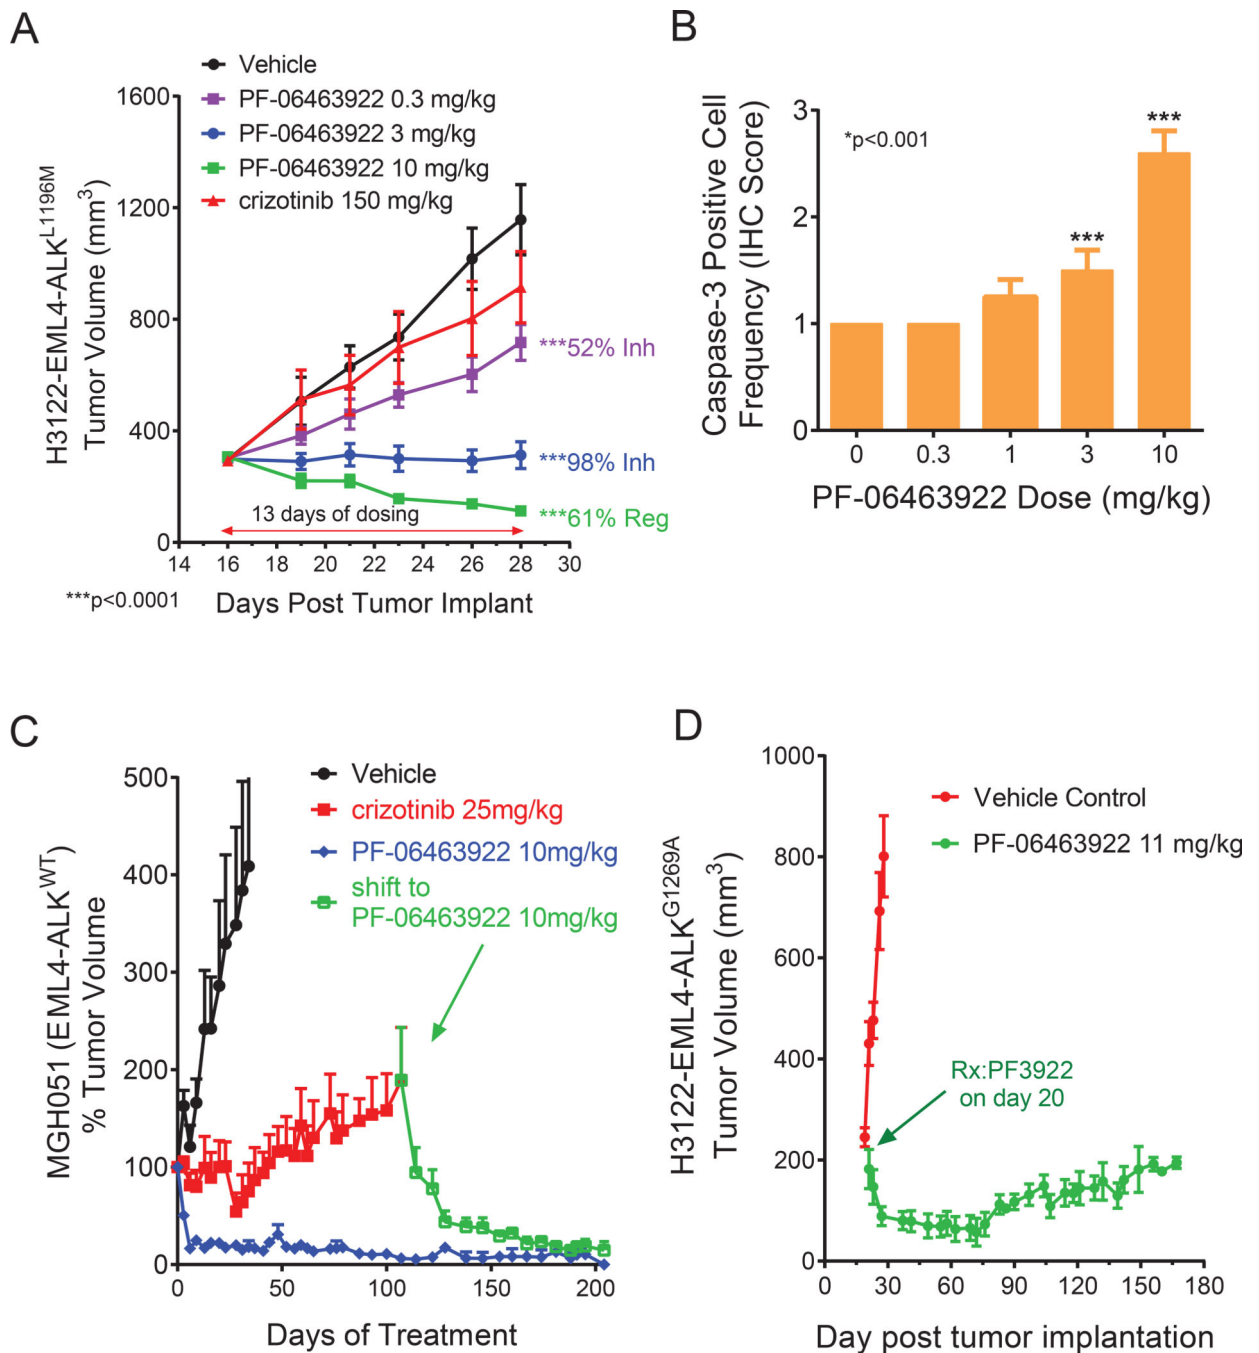 A
Vehicle
PF-06463922 0.3 mg/kg
PF-06463922 3 mg/kg
PF-06463922 10 mg/kg
crizotinib 150 mg/kg
H3122-EML4-ALK^L1196M
Tumor Volume (mm³)
1600
1200
800
400
0
***52% Inh
***98% Inh
***61% Reg
13 days of dosing
14 16 18 20 22 24 26 28 30
***p<0.0001
Days Post Tumor Implant
B
Caspase-3 Positive Cell
Frequency (IHC Score)
3
2
1
0
*p<0.001
***
***
0 0.3 1 3 10
PF-06463922 Dose (mg/kg)
C
Vehicle
crizotinib 25mg/kg
PF-06463922 10mg/kg
shift to
PF-06463922 10mg/kg
MGH051 (EML4-ALK^WT)
% Tumor Volume
500
400
300
200
100
0
0 50 100 150 200
Days of Treatment
D
Vehicle Control
PF-06463922 11 mg/kg
H3122-EML4-ALK^G1269A
Tumor Volume (mm³)
1000
800
600
400
200
0
Rx:PF3922
on day 20
0 30 60 90 120 150 180
Day post tumor implantation